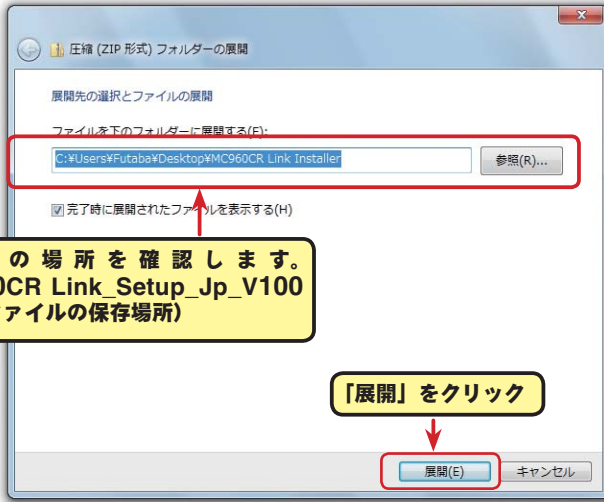 圧縮 (ZIP 形式) フォルダーの展開
展開先の選択とファイルの展開
ファイルを下のフォルダーに展開する(F):
C:¥Users¥Futaba¥Desktop¥MC960CR Link Installer
参照(R)...
完了時に展開されたファイルを表示する(H)
の場所を確認します。
0CR Link_Setup_Jp_V100
ァイルの保存場所)
「展開」をクリック
展開(E)
キャンセル